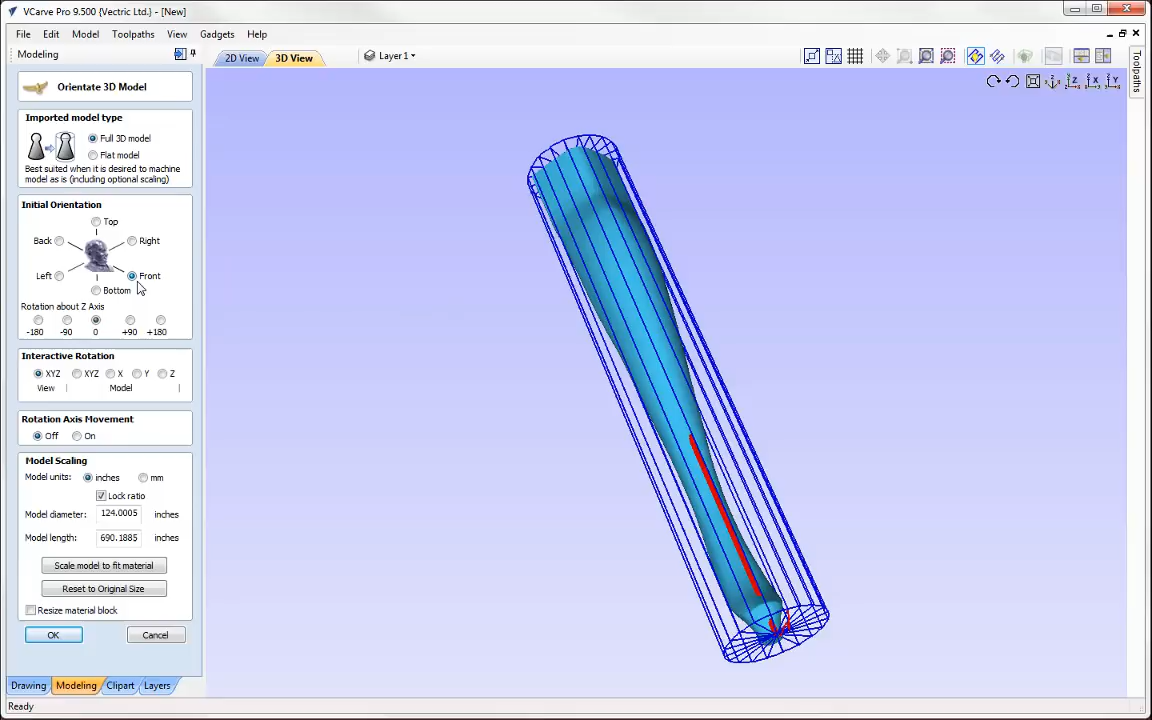 VCarve Pro 9.500 {Vectric Ltd.} - [New]
File Edit Model Toolpaths View Gadgets Help
Modeling
2D View 3D View Layer 1
Toolpaths
Z X Y
Orientate 3D Model
Imported model type
Full 3D model
Flat model
Best suited when it is desired to machine
model as is (including optional scaling)
Initial Orientation
Top
Back Right
Left Front
Bottom
Rotation about Z Axis
-180 -90 0 +90 +180
Interactive Rotation
XYZ XYZ X Y Z
View | Model |
Rotation Axis Movement
Off On
Model Scaling
Model units: inches mm
Lock ratio
Model diameter: 124.0005 inches
Model length: 690.1885 inches
Scale model to fit material
Reset to Original Size
Resize material block
OK Cancel
Drawing Modeling Clipart Layers
Ready